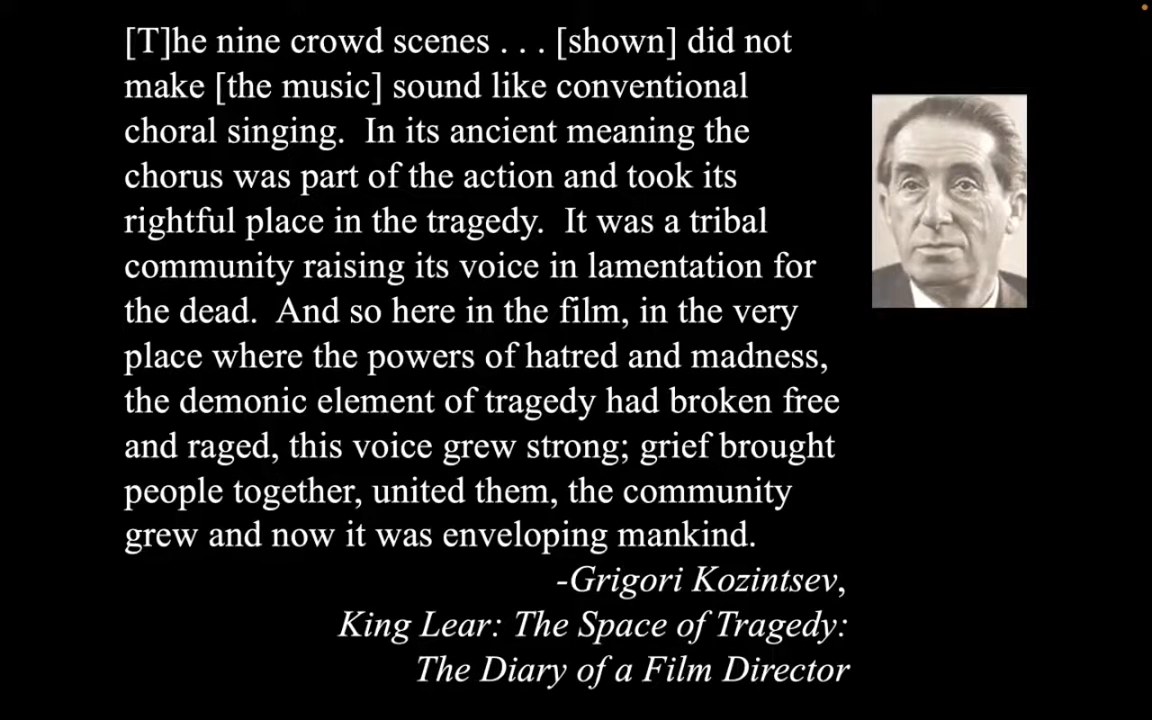 [T]he nine crowd scenes . . . [shown] did not
make [the music] sound like conventional
choral singing.  In its ancient meaning the
chorus was part of the action and took its
rightful place in the tragedy.  It was a tribal
community raising its voice in lamentation for
the dead.  And so here in the film, in the very
place where the powers of hatred and madness,
the demonic element of tragedy had broken free
and raged, this voice grew strong; grief brought
people together, united them, the community
grew and now it was enveloping mankind.
-Grigori Kozintsev,
King Lear: The Space of Tragedy:
The Diary of a Film Director